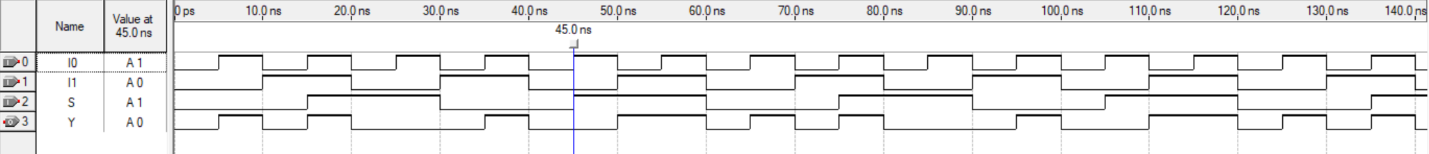 Name
Value at
45.0 ns
0 ps
10.0 ns
20.0 ns
30.0 ns
40.0 ns
50.0 ns
60.0 ns
70.0 ns
80.0 ns
90.0 ns
100.0 ns
110.0 ns
120.0 ns
130.0 ns
140.0 ns
45.0 ns
0 I0 A 1
1 I1 A 0
2 S A 1
3 Y A 0